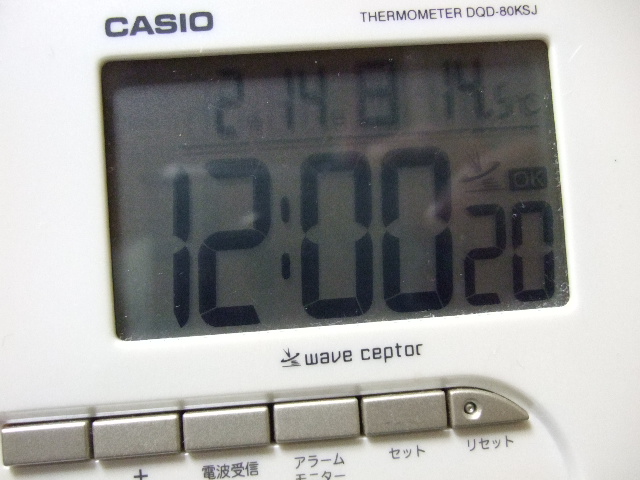 CASIO
THERMOMETER DQD-80KSJ
2月14日 日 14.5℃
OK
12:00 20
wave ceptor
+
電波受信
アラーム
モニター
セット
リセット